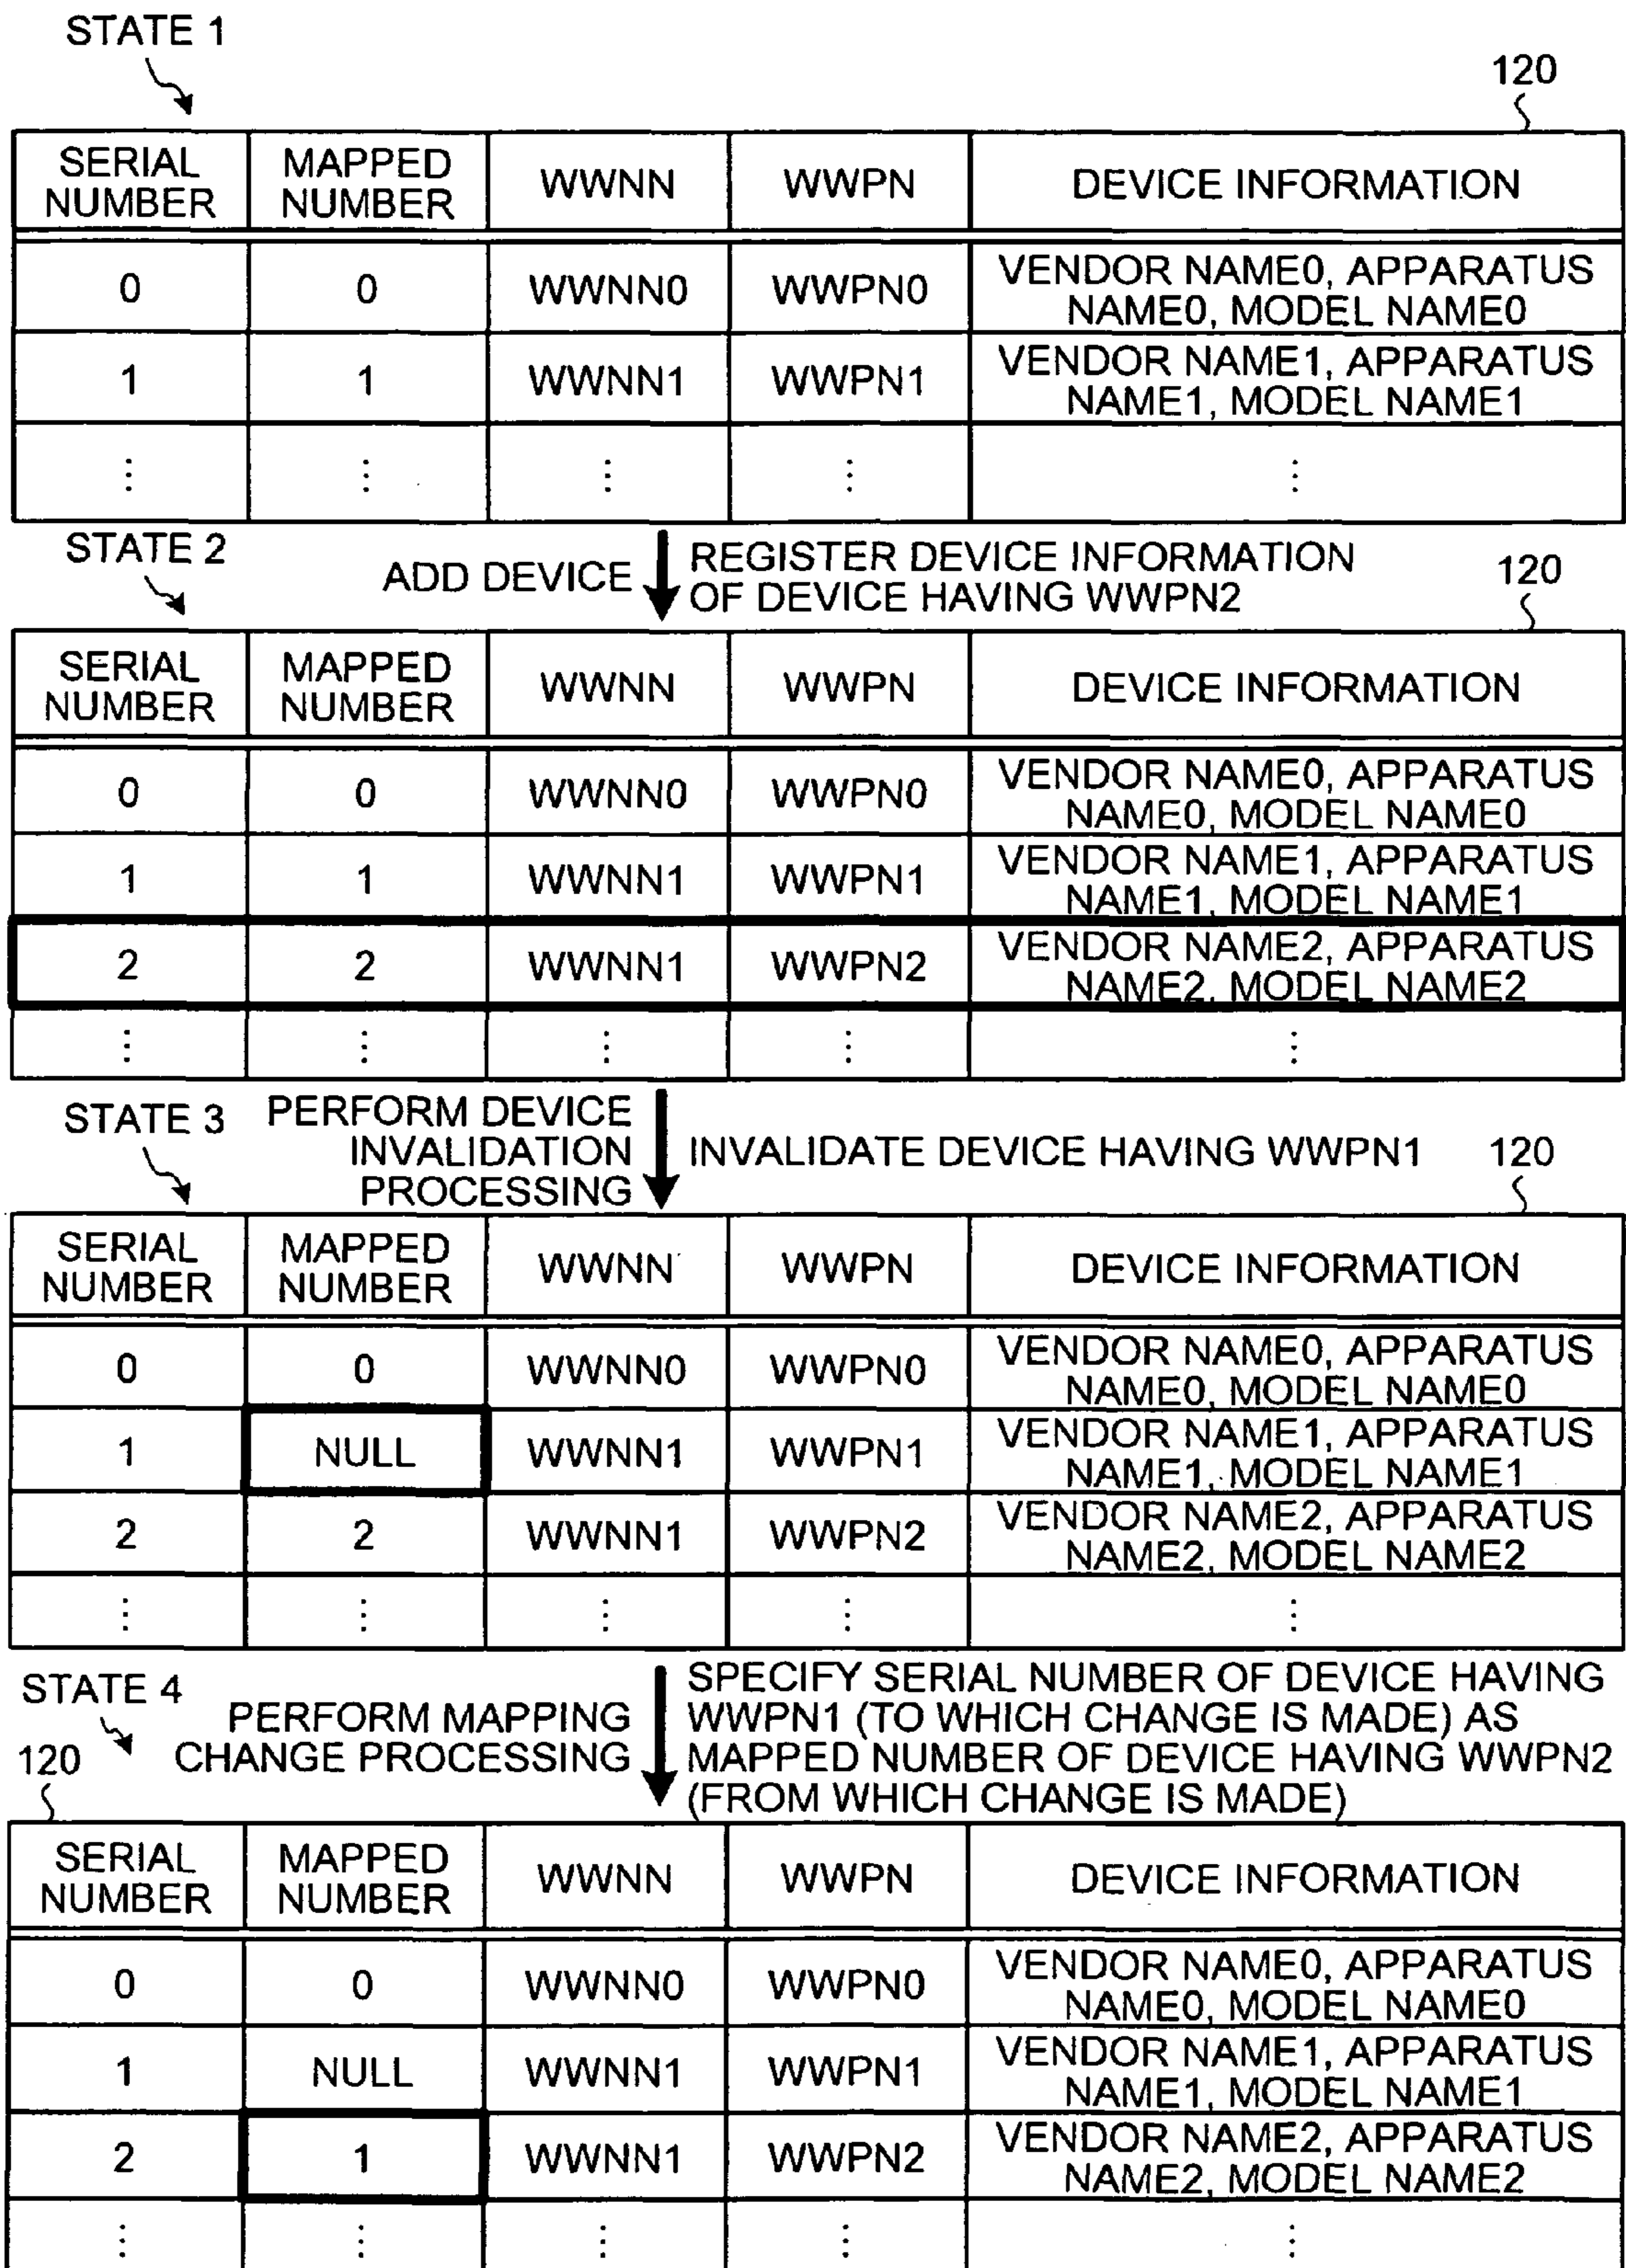 STATE 1
120
SERIAL NUMBER MAPPED NUMBER WWNN WWPN DEVICE INFORMATION
0 0 WWNN0 WWPN0 VENDOR NAME0, APPARATUS NAME0, MODEL NAME0
1 1 WWNN1 WWPN1 VENDOR NAME1, APPARATUS NAME1, MODEL NAME1
⋮ ⋮ ⋮ ⋮ ⋮
STATE 2
ADD DEVICE
REGISTER DEVICE INFORMATION
OF DEVICE HAVING WWPN2
120
SERIAL NUMBER MAPPED NUMBER WWNN WWPN DEVICE INFORMATION
0 0 WWNN0 WWPN0 VENDOR NAME0, APPARATUS NAME0, MODEL NAME0
1 1 WWNN1 WWPN1 VENDOR NAME1, APPARATUS NAME1, MODEL NAME1
2 2 WWNN1 WWPN2 VENDOR NAME2, APPARATUS NAME2, MODEL NAME2
⋮ ⋮ ⋮ ⋮ ⋮
STATE 3
PERFORM DEVICE
INVALIDATION
PROCESSING
INVALIDATE DEVICE HAVING WWPN1
120
SERIAL NUMBER MAPPED NUMBER WWNN WWPN DEVICE INFORMATION
0 0 WWNN0 WWPN0 VENDOR NAME0, APPARATUS NAME0, MODEL NAME0
1 NULL WWNN1 WWPN1 VENDOR NAME1, APPARATUS NAME1, MODEL NAME1
2 2 WWNN1 WWPN2 VENDOR NAME2, APPARATUS NAME2, MODEL NAME2
⋮ ⋮ ⋮ ⋮ ⋮
STATE 4
120
PERFORM MAPPING
CHANGE PROCESSING
SPECIFY SERIAL NUMBER OF DEVICE HAVING
WWPN1 (TO WHICH CHANGE IS MADE) AS
MAPPED NUMBER OF DEVICE HAVING WWPN2
(FROM WHICH CHANGE IS MADE)
SERIAL NUMBER MAPPED NUMBER WWNN WWPN DEVICE INFORMATION
0 0 WWNN0 WWPN0 VENDOR NAME0, APPARATUS NAME0, MODEL NAME0
1 NULL WWNN1 WWPN1 VENDOR NAME1, APPARATUS NAME1, MODEL NAME1
2 1 WWNN1 WWPN2 VENDOR NAME2, APPARATUS NAME2, MODEL NAME2
⋮ ⋮ ⋮ ⋮ ⋮